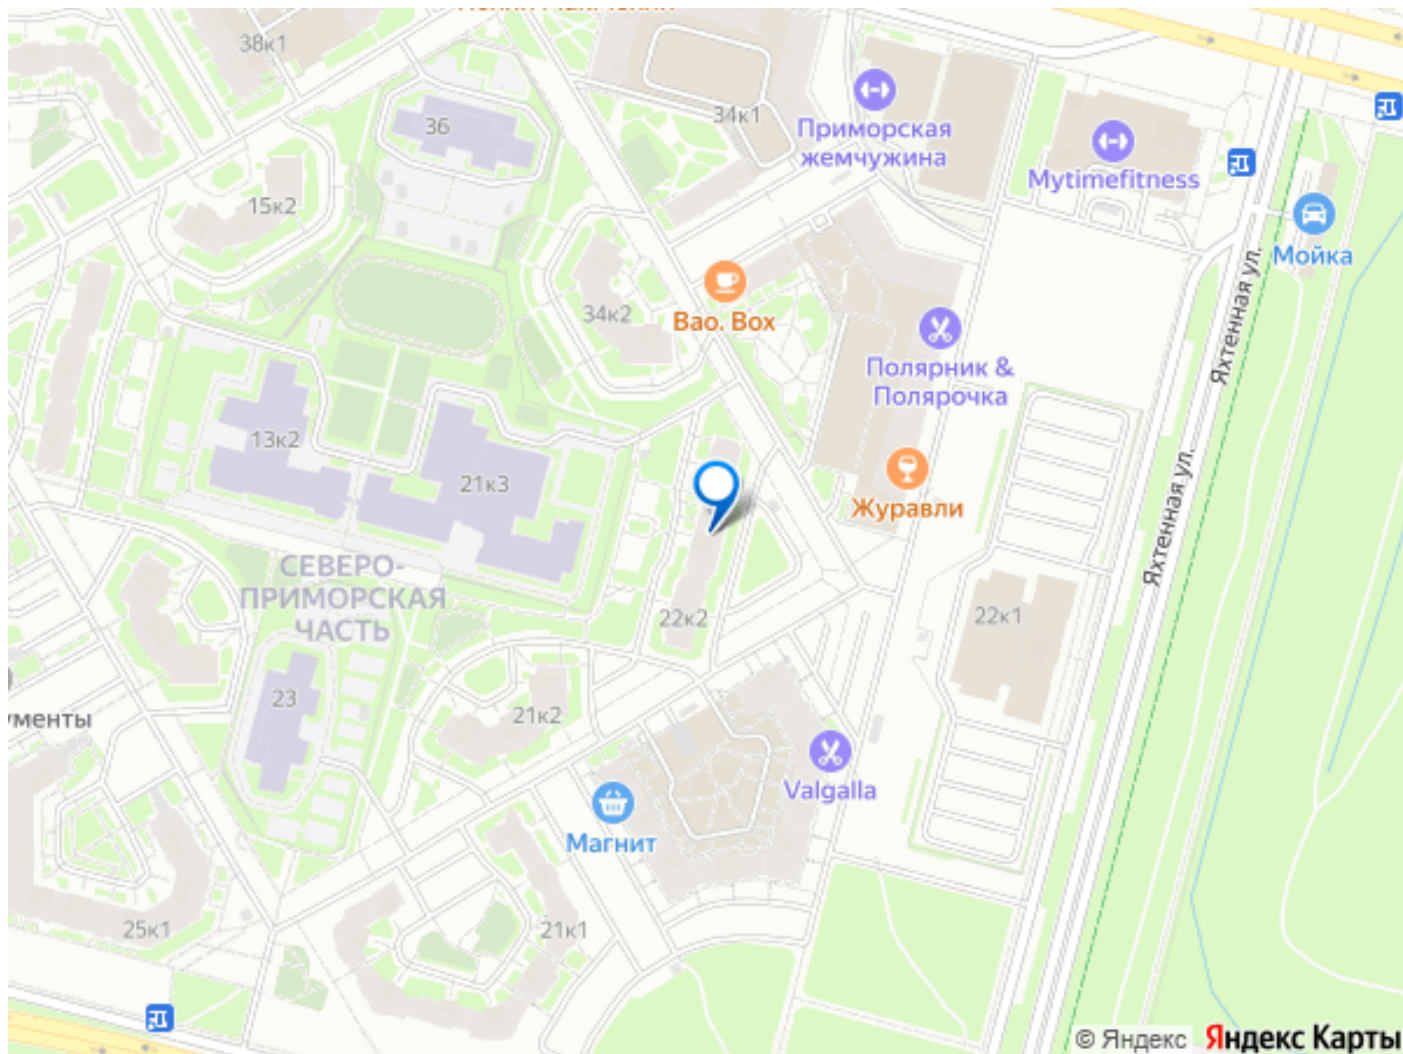 38к1
34к1
36
Приморская
жемчужина
Mytimefitness
15к2
Мойка
34к2
Bao. Box
Яхтенная ул.
Полярник &
Полярочка
13к2
21к3
Журавли
Яхтенная ул.
СЕВЕРО-
ПРИМОРСКАЯ
ЧАСТЬ
22к2
22к1
23
21к2
ументы
Valgalla
Магнит
25к1
21к1
© Яндекс Яндекс Карты